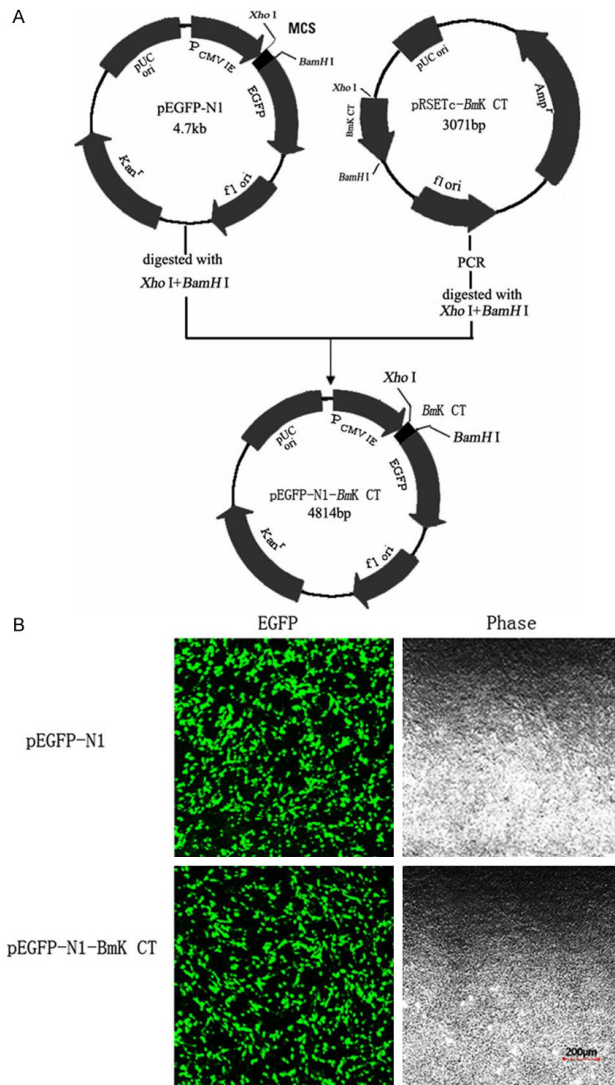 A
Xho I
MCS
BamH I
P CMV IE
pUC
ori
EGFP
pEGFP-N1
4.7kb
Kan r
f1 ori
pUC ori
Xho I
BmK CT
Amp r
pRSETc-BmK CT
3071bp
BamH I
f1 ori
digested with
Xho I+BamH I
PCR
digested with
Xho I+BamH I
Xho I
BmK CT
BamH I
P CMV IE
pUC
ori
EGFP
pEGFP-N1-BmK CT
4814bp
Kan r
f1 ori
B
EGFP
Phase
pEGFP-N1
pEGFP-N1-BmK CT
200μm